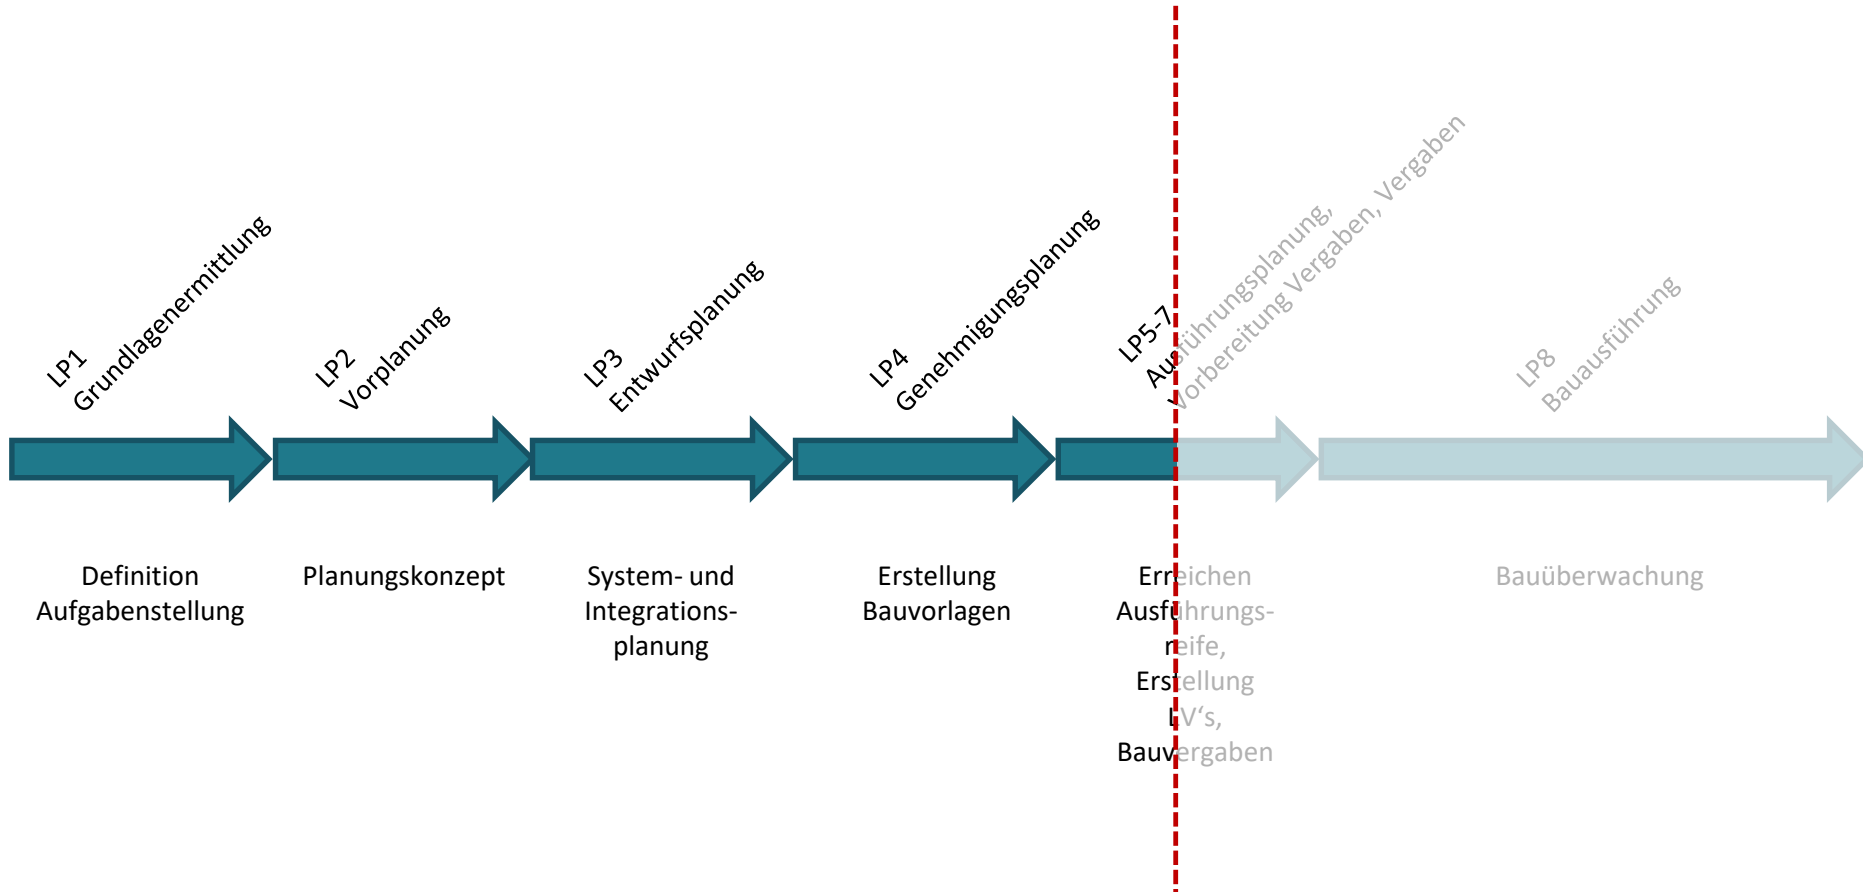 LP1
Grundlagenermittlung
LP2
Vorplanung
LP3
Entwurfsplanung
LP4
Genehmigungsplanung
LP5-7
Ausführungsplanung,
Vorbereitung Vergaben, Vergaben
LP8
Bauausführung
Definition
Aufgabenstellung
Planungskonzept
System- und
Integrations-
planung
Erstellung
Bauvorlagen
Erreichen
Ausführungs-
reife,
Erstellung
LV‘s,
Bauvergaben
Bauüberwachung